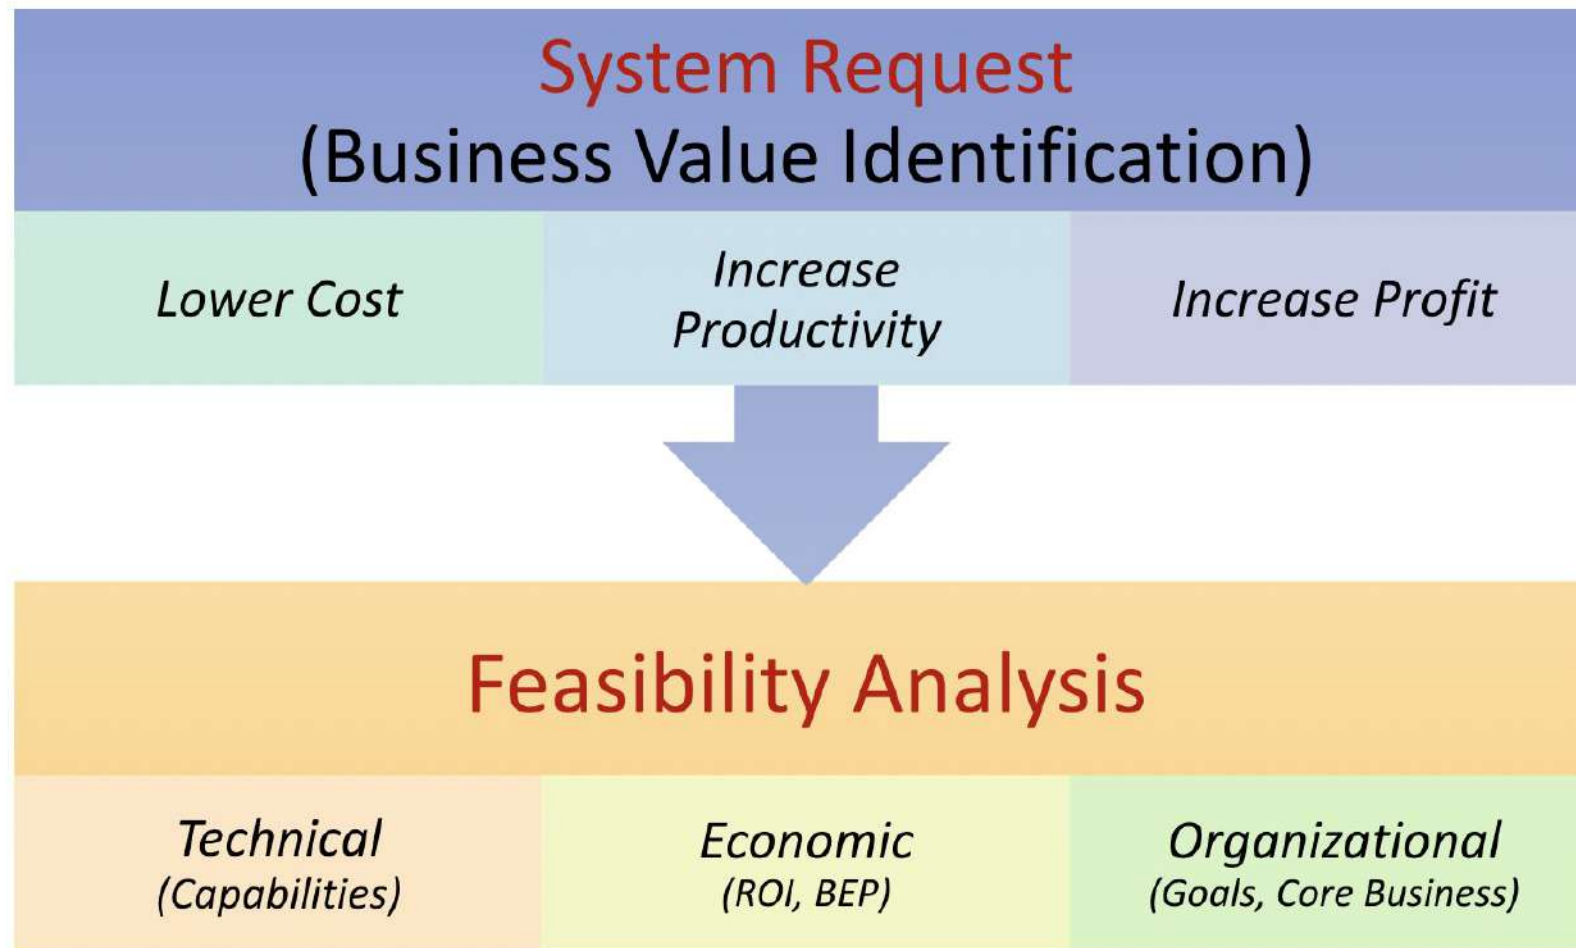 System Request
(Business Value Identification)
Lower Cost
Increase
Productivity
Increase Profit
Feasibility Analysis
Technical
(Capabilities)
Economic
(ROI, BEP)
Organizational
(Goals, Core Business)